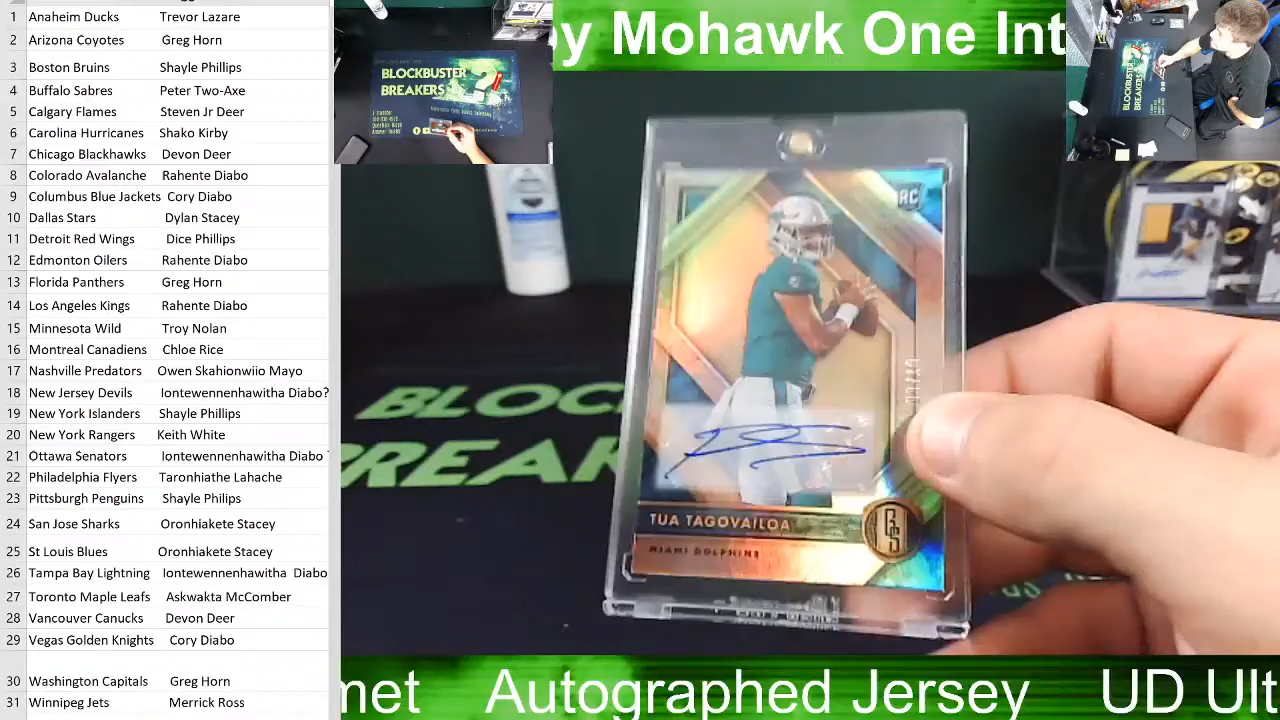 1 Anaheim Ducks Trevor Lazare
2 Arizona Coyotes Greg Horn
3 Boston Bruins Shayle Phillips
4 Buffalo Sabres Peter Two-Axe
5 Calgary Flames Steven Jr Deer
6 Carolina Hurricanes Shako Kirby
7 Chicago Blackhawks Devon Deer
8 Colorado Avalanche Rahente Diabo
9 Columbus Blue Jackets Cory Diabo
10 Dallas Stars Dylan Stacey
11 Detroit Red Wings Dice Phillips
12 Edmonton Oilers Rahente Diabo
13 Florida Panthers Greg Horn
14 Los Angeles Kings Rahente Diabo
15 Minnesota Wild Troy Nolan
16 Montreal Canadiens Chloe Rice
17 Nashville Predators Owen Skahionwiio Mayo
18 New Jersey Devils Iontewennenhawitha Diabo?
19 New York Islanders Shayle Phillips
20 New York Rangers Keith White
21 Ottawa Senators Iontewennenhawitha Diabo
22 Philadelphia Flyers Taronhiathe Lahache
23 Pittsburgh Penguins Shayle Philips
24 San Jose Sharks Oronhiakete Stacey
25 St Louis Blues Oronhiakete Stacey
26 Tampa Bay Lightning Iontewennenhawitha Diabo
27 Toronto Maple Leafs Askwakta McComber
28 Vancouver Canucks Devon Deer
29 Vegas Golden Knights Cory Diabo
30 Washington Capitals Greg Horn
31 Winnipeg Jets Merrick Ross
BLOCKBUSTER
BREAKERS
y Mohawk One Int
BLOCKBUSTER
BREAKERS
RC
BLOC
REAK
TUA TAGOVAILOA
MIAMI DOLPHINS
GS
met Autographed Jersey UD Ult